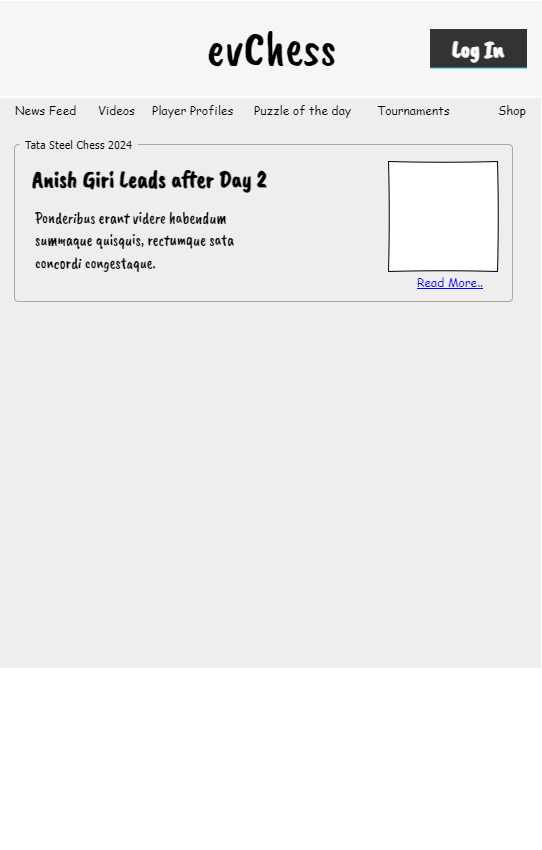 evChess
Log In
News Feed Videos Player Profiles Puzzle of the day Tournaments Shop
Tata Steel Chess 2024
Anish Giri Leads after Day 2
Ponderibus erant videre habendum
summaque quisquis, rectumque sata
concordi congestaque.
Read More..